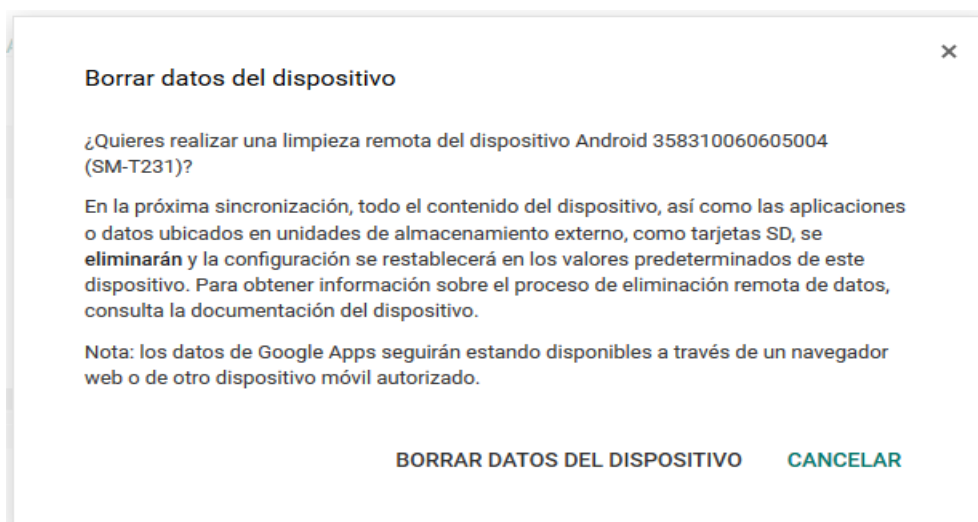 Borrar datos del dispositivo
¿Quieres realizar una limpieza remota del dispositivo Android 358310060605004
(SM-T231)?
En la próxima sincronización, todo el contenido del dispositivo, así como las aplicaciones
o datos ubicados en unidades de almacenamiento externo, como tarjetas SD, se
eliminarán y la configuración se restablecerá en los valores predeterminados de este
dispositivo. Para obtener información sobre el proceso de eliminación remota de datos,
consulta la documentación del dispositivo.
Nota: los datos de Google Apps seguirán estando disponibles a través de un navegador
web o de otro dispositivo móvil autorizado.
BORRAR DATOS DEL DISPOSITIVO CANCELAR